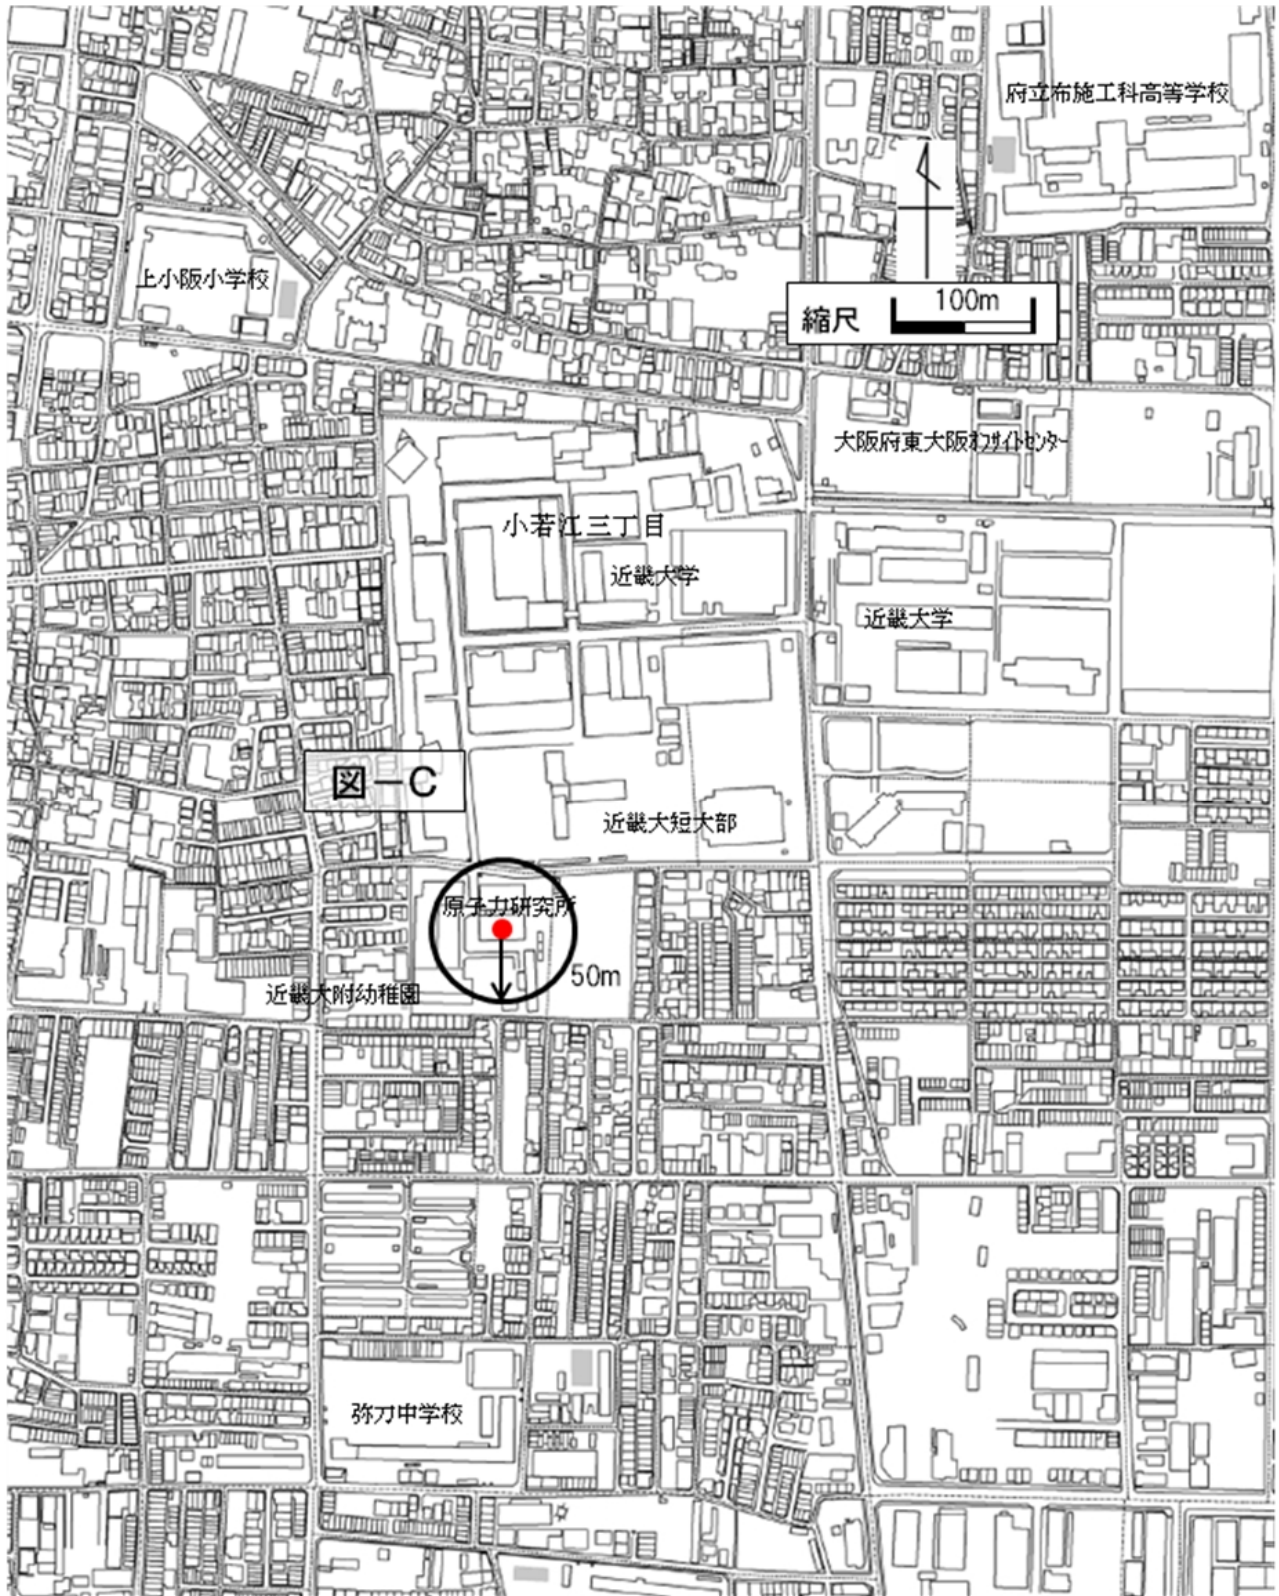 府立布施工科高等学校
上小阪小学校
100m
縮尺
大阪府東大阪ｵﾌｻｲﾄｾﾝﾀｰ
小若江三丁目
近畿大学
近畿大学
図－C
近畿大短大部
原子力研究所
50m
近畿大附幼稚園
弥刀中学校